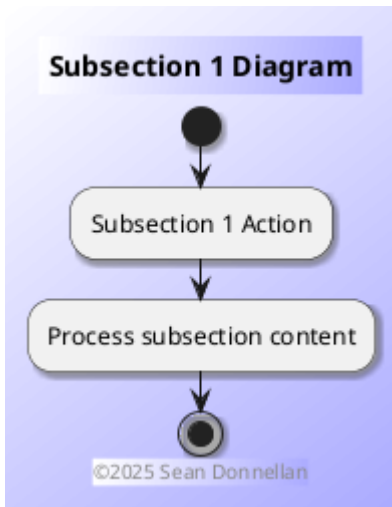 Subsection 1 Diagram
Subsection 1 Action
Process subsection content
©2025 Sean Donnellan